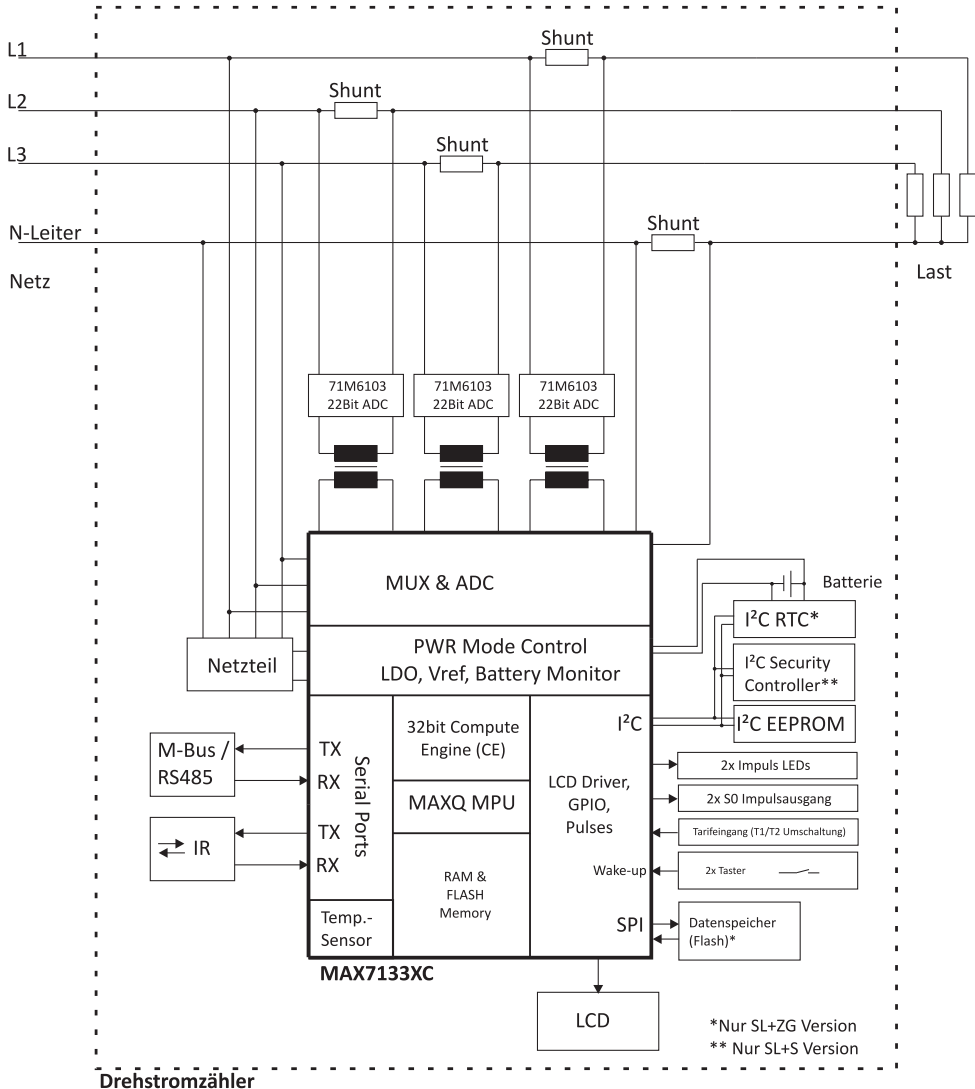 Shunt
L1
Shunt
L2
Shunt
L3
Shunt
N-Leiter
Netz
Last
71M6103
22Bit ADC
71M6103
22Bit ADC
71M6103
22Bit ADC
MUX & ADC
Batterie
I²C RTC*
PWR Mode Control
LDO, Vref, Battery Monitor
Netzteil
I²C Security
Controller**
I²C
I²C EEPROM
32bit Compute
Engine (CE)
M-Bus /
RS485
TX
RX
Serial Ports
MAXQ MPU
LCD Driver,
GPIO,
Pulses
2x Impuls LEDs
2x S0 Impulsausgang
Tarifeingang (T1/T2 Umschaltung)
IR
TX
RX
RAM &
FLASH
Memory
Wake-up
2x Taster
Temp.-
Sensor
SPI
Datenspeicher
(Flash)*
MAX7133XC
LCD
*Nur SL+ZG Version
** Nur SL+S Version
Drehstromzähler